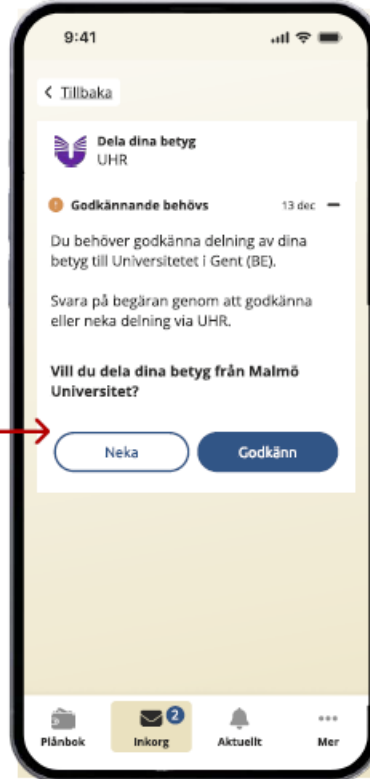 9:41
Tillbaka
Dela dina betyg
UHR
Godkännande behövs 13 dec
Du behöver godkänna delning av dina
betyg till Universitetet i Gent (BE).
Svara på begäran genom att godkänna
eller neka delning via UHR.
Vill du dela dina betyg från Malmö
Universitet?
Neka Godkänn
2
Plånbok Inkorg Aktuellt Mer